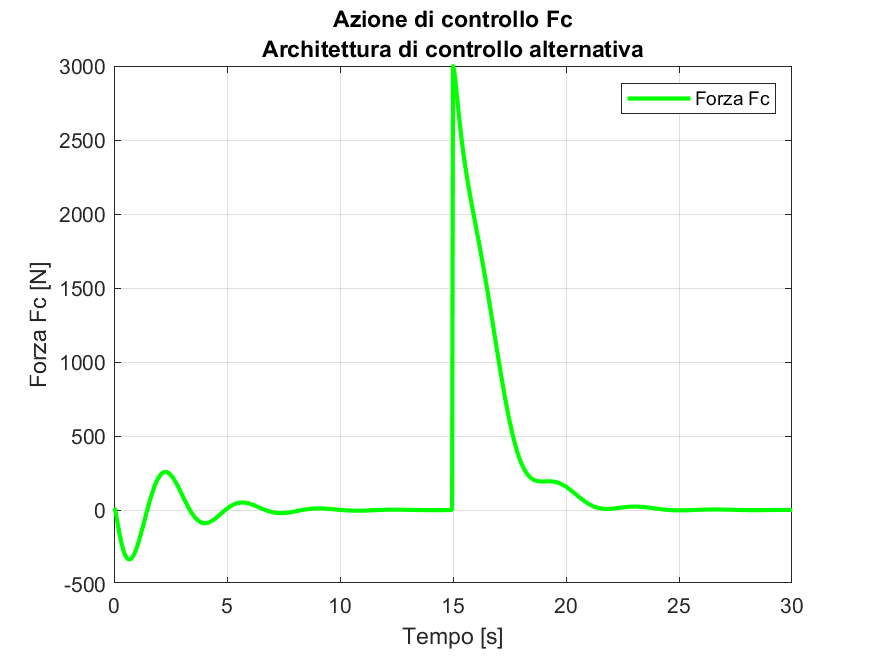 Azione di controllo Fc
Architettura di controllo alternativa
Forza Fc
3000
2500
2000
1500
1000
500
0
-500
Forza Fc [N]
0 5 10 15 20 25 30
Tempo [s]